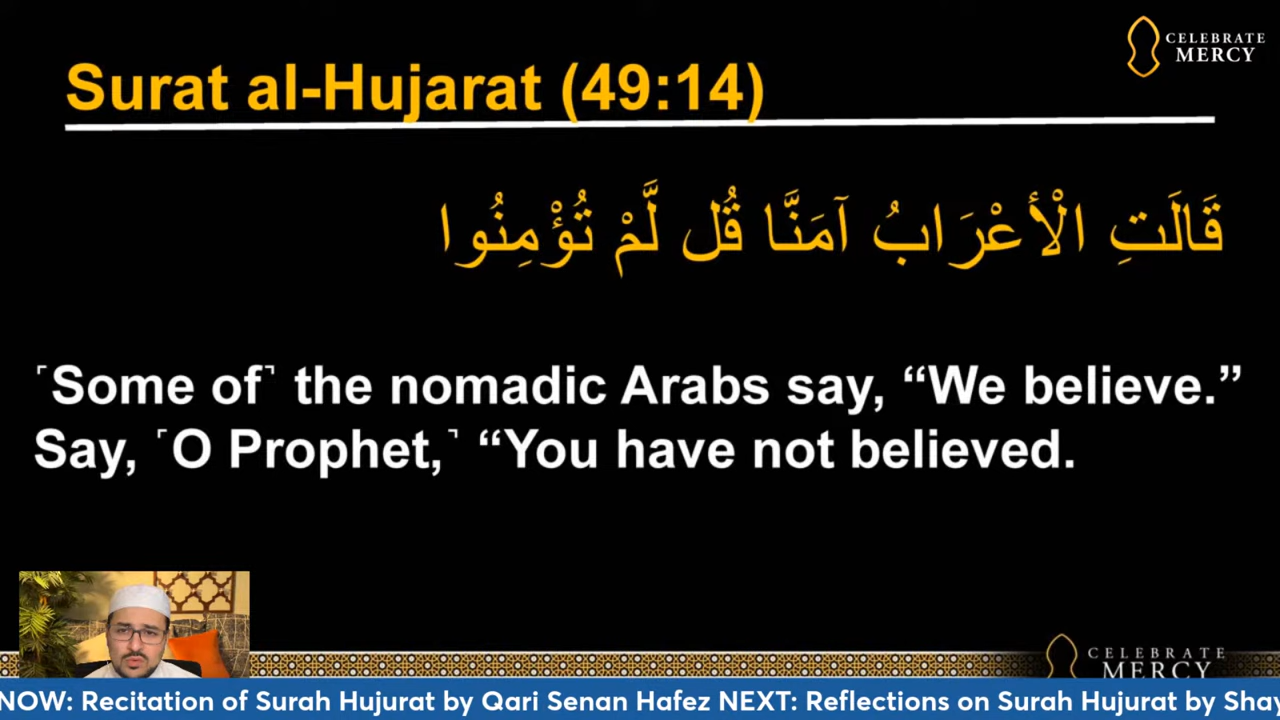 CELEBRATE
MERCY
Surat al-Hujarat (49:14)
قَالَتِ الْأَعْرَابُ آمَنَّا قُل لَّمْ تُؤْمِنُوا
⸢Some of⸣ the nomadic Arabs say, “We believe.”
Say, ⸢O Prophet,⸣ “You have not believed.
CELEBRATE
MERCY
NOW: Recitation of Surah Hujurat by Qari Senan Hafez NEXT: Reflections on Surah Hujurat by